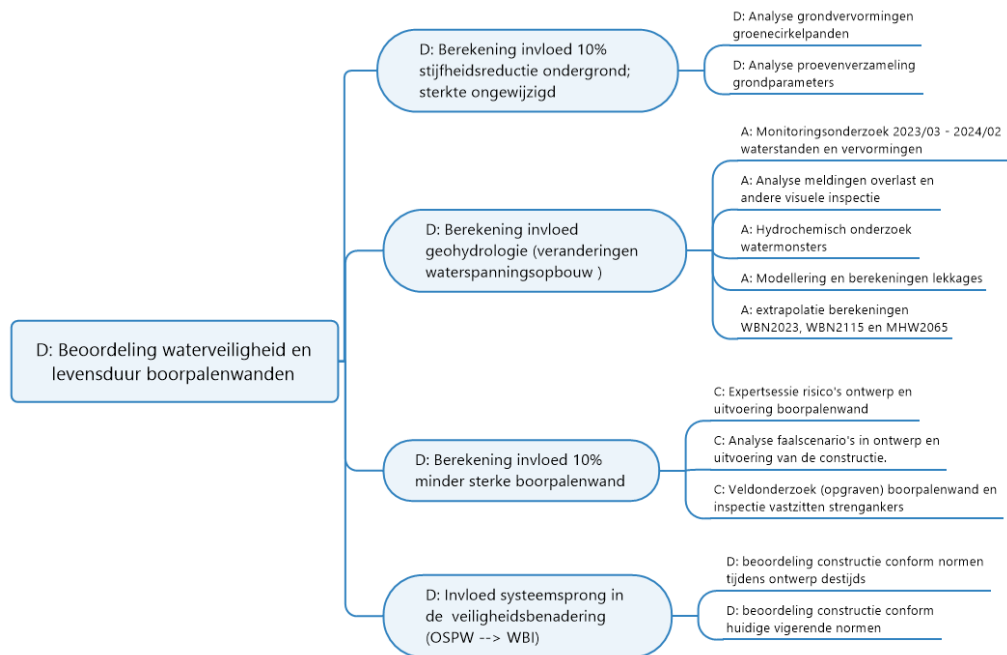 D: Beoordeling waterveiligheid en
levensduur boorpalenwanden
D: Berekening invloed 10%
stijfheidsreductie ondergrond;
sterkte ongewijzigd
D: Analyse grondvervormingen
groenecirkelpanden
D: Analyse proevenverzameling
grondparameters
D: Berekening invloed
geohydrologie (veranderingen
waterspanningsopbouw )
A: Monitoringsonderzoek 2023/03 - 2024/02
waterstanden en vervormingen
A: Analyse meldingen overlast en
andere visuele inspectie
A: Hydrochemisch onderzoek
watermonsters
A: Modellering en berekeningen lekkages
A: extrapolatie berekeningen
WBN2023, WBN2115 en MHW2065
D: Berekening invloed 10%
minder sterke boorpalenwand
C: Expertsessie risico's ontwerp en
uitvoering boorpalenwand
C: Analyse faalscenario's in ontwerp en
uitvoering van de constructie.
C: Veldonderzoek (opgraven) boorpalenwand en
inspectie vastzitten strengankers
D: Invloed systeemsprong in
de veiligheidsbenadering
(OSPW --> WBI)
D: beoordeling constructie conform normen
tijdens ontwerp destijds
D: beoordeling constructie conform
huidige vigerende normen